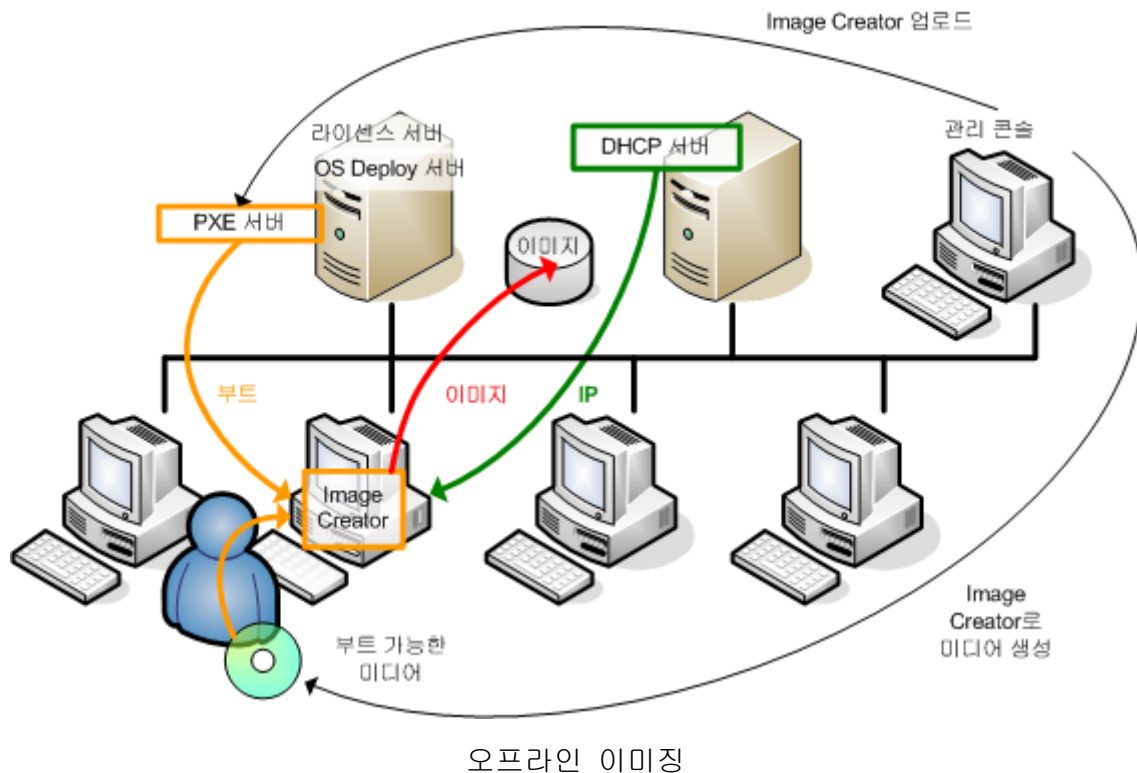 Image Creator 업로드
라이센스 서버
OS Deploy 서버
DHCP 서버
관리 콘솔
PXE 서버
이미지
부트
이미지
IP
Image
Creator
Image
Creator로
미디어 생성
부트 가능한
미디어
오프라인 이미징